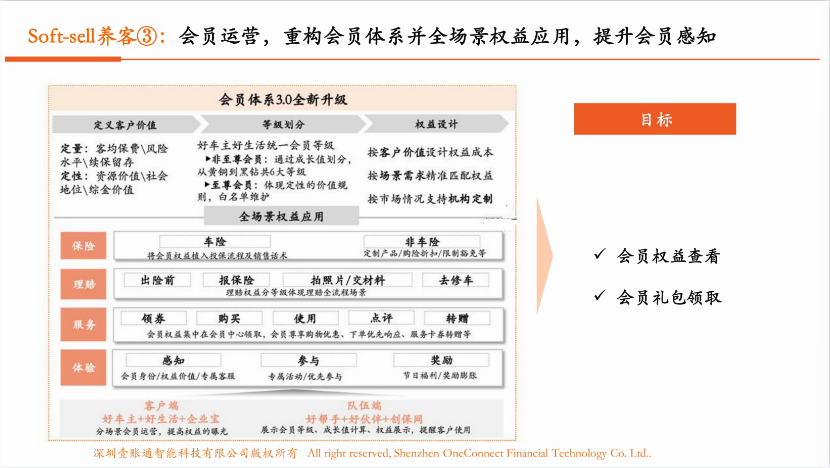 Soft-sell养客③：会员运营，重构会员体系并全场景权益应用，提升会员感知
会员体系3.0全新升级
定义客户价值
等级划分
权益设计
定量：客均保费\风险
水平\续保留存
定性：资源价值\社会
地位\综金价值
好车主好生活统一会员等级
▶非至尊会员：通过成长值划分，
从黄铜到黑钻共6大等级
▶至尊会员：体现定性的价值规
则，白名单维护
按客户价值设计权益成本
按场景需求精准匹配权益
按市场情况支持机构定制
全场景权益应用
保险
车险
将会员权益植入投保流程及销售话术
非车险
定制产品/购险折扣/限制豁免等
理赔
出险前
报保险
拍照片/交材料
去修车
理赔权益分等级体现理赔全流程场景
服务
领券
购买
使用
点评
转赠
会员权益集中在会员中心领取，会员尊享购物优惠、下单优先响应、服务卡券转赠等
体验
感知
参与
奖励
会员身份/权益价值/专属客服
专属活动/优先参与
节日福利/奖励膨胀
客户端
好车主+好生活+企业宝
分场景会员运营，提高权益的曝光
队伍端
好帮手+好伙伴+创保网
展示会员等级、成长值计算、权益展示，提醒客户使用
目标
✓ 会员权益查看
✓ 会员礼包领取
深圳壹账通智能科技有限公司版权所有 All right reserved, Shenzhen OneConnect Financial Technology Co. Ltd..